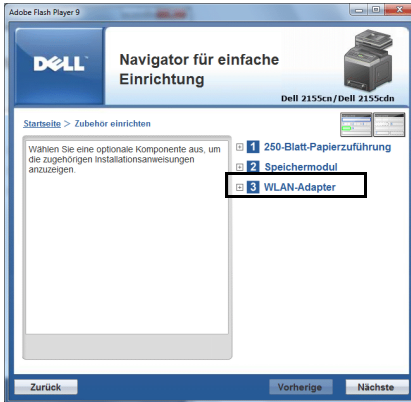 Adobe Flash Player 9
DELL
Navigator für einfache
Einrichtung
Dell 2155cn/Dell 2155cdn
Startseite > Zubehör einrichten
Wählen Sie eine optionale Komponente aus, um
die zugehörigen Installationsanweisungen
anzuzeigen.
1 250-Blatt-Papierzuführung
2 Speichermodul
3 WLAN-Adapter
Zurück
Vorherige
Nächste